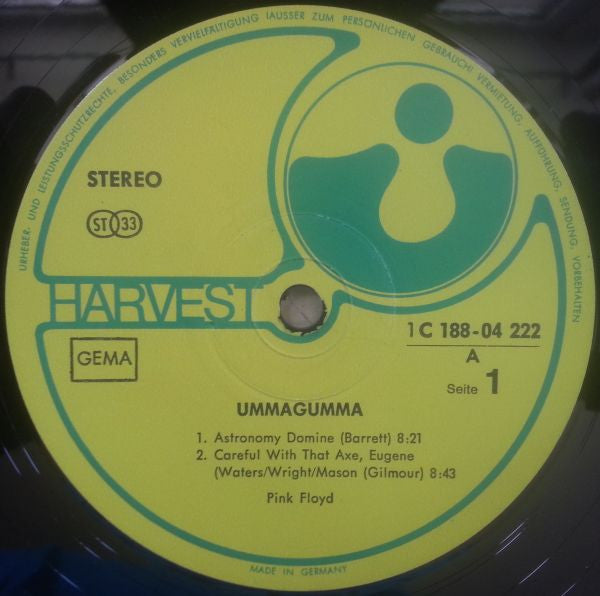 URHEBER- UND LEISTUNGSSCHUTZRECHTE, BESONDERS VERVIELFÄLTIGUNG (AUSSER ZUM PERSÖNLICHEN GEBRAUCH) VERMIETUNG, AUFFÜHRUNG, SENDUNG, VORBEHALTEN
STEREO
ST 33
HARVEST
GEMA
1 C 188-04 222
A
Seite 1
UMMAGUMMA
1. Astronomy Domine (Barrett) 8:21
2. Careful With That Axe, Eugene
(Waters/Wright/Mason (Gilmour) 8:43
Pink Floyd
MADE IN GERMANY